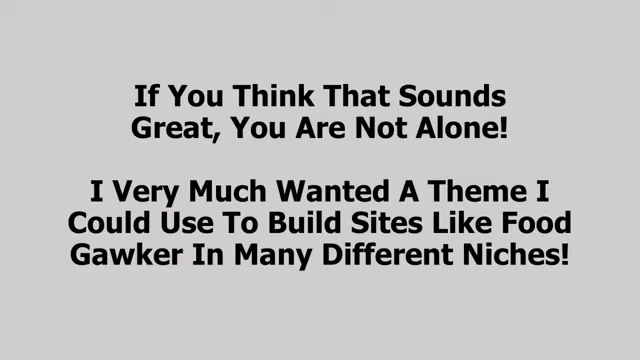 If You Think That Sounds
Great, You Are Not Alone!
I Very Much Wanted A Theme I
Could Use To Build Sites Like Food
Gawker In Many Different Niches!